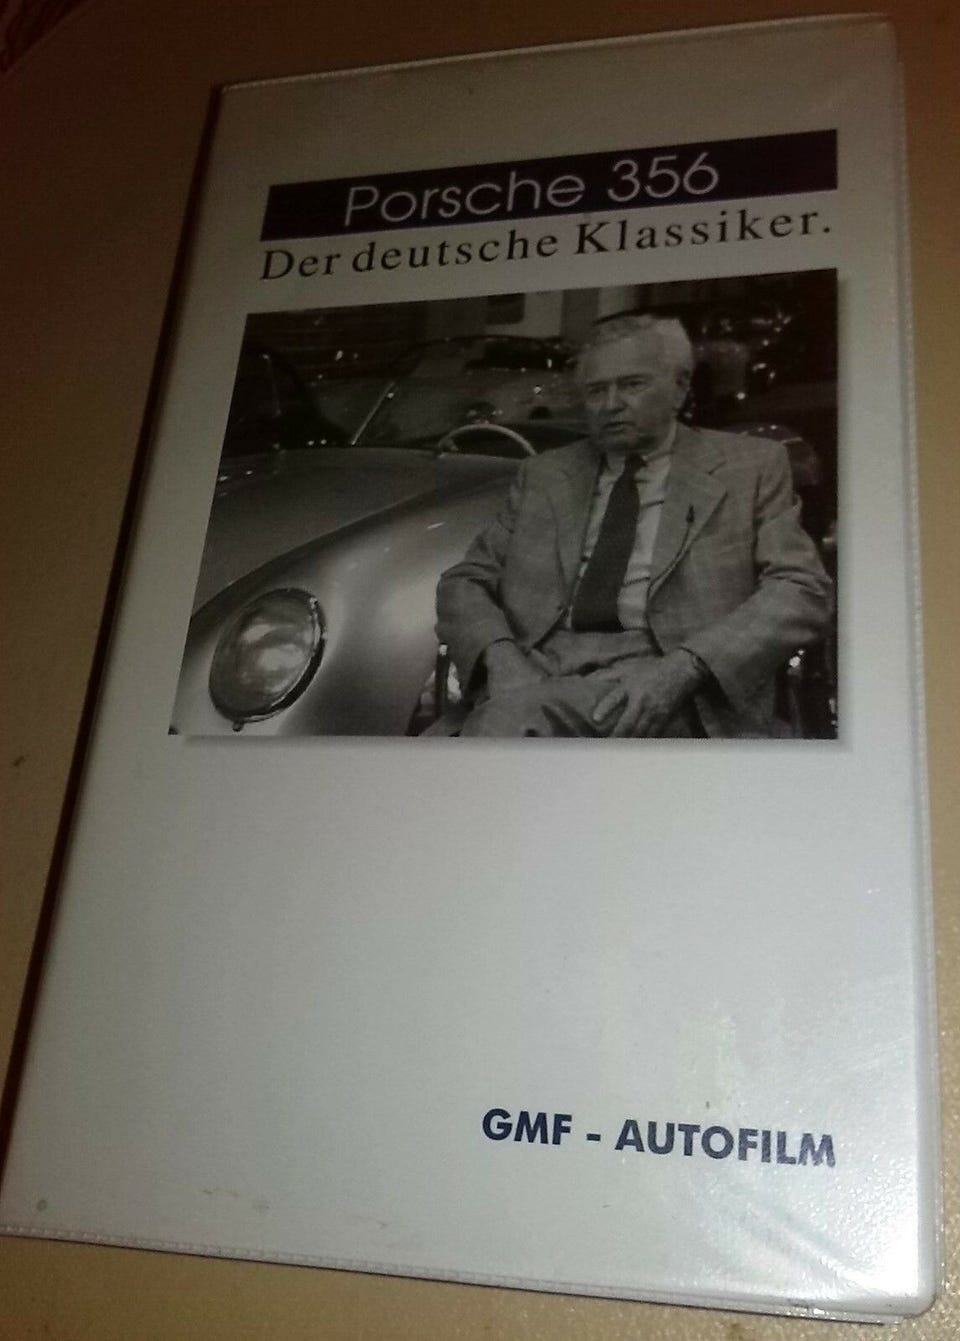 Porsche 356
Der deutsche Klassiker.
GMF - AUTOFILM